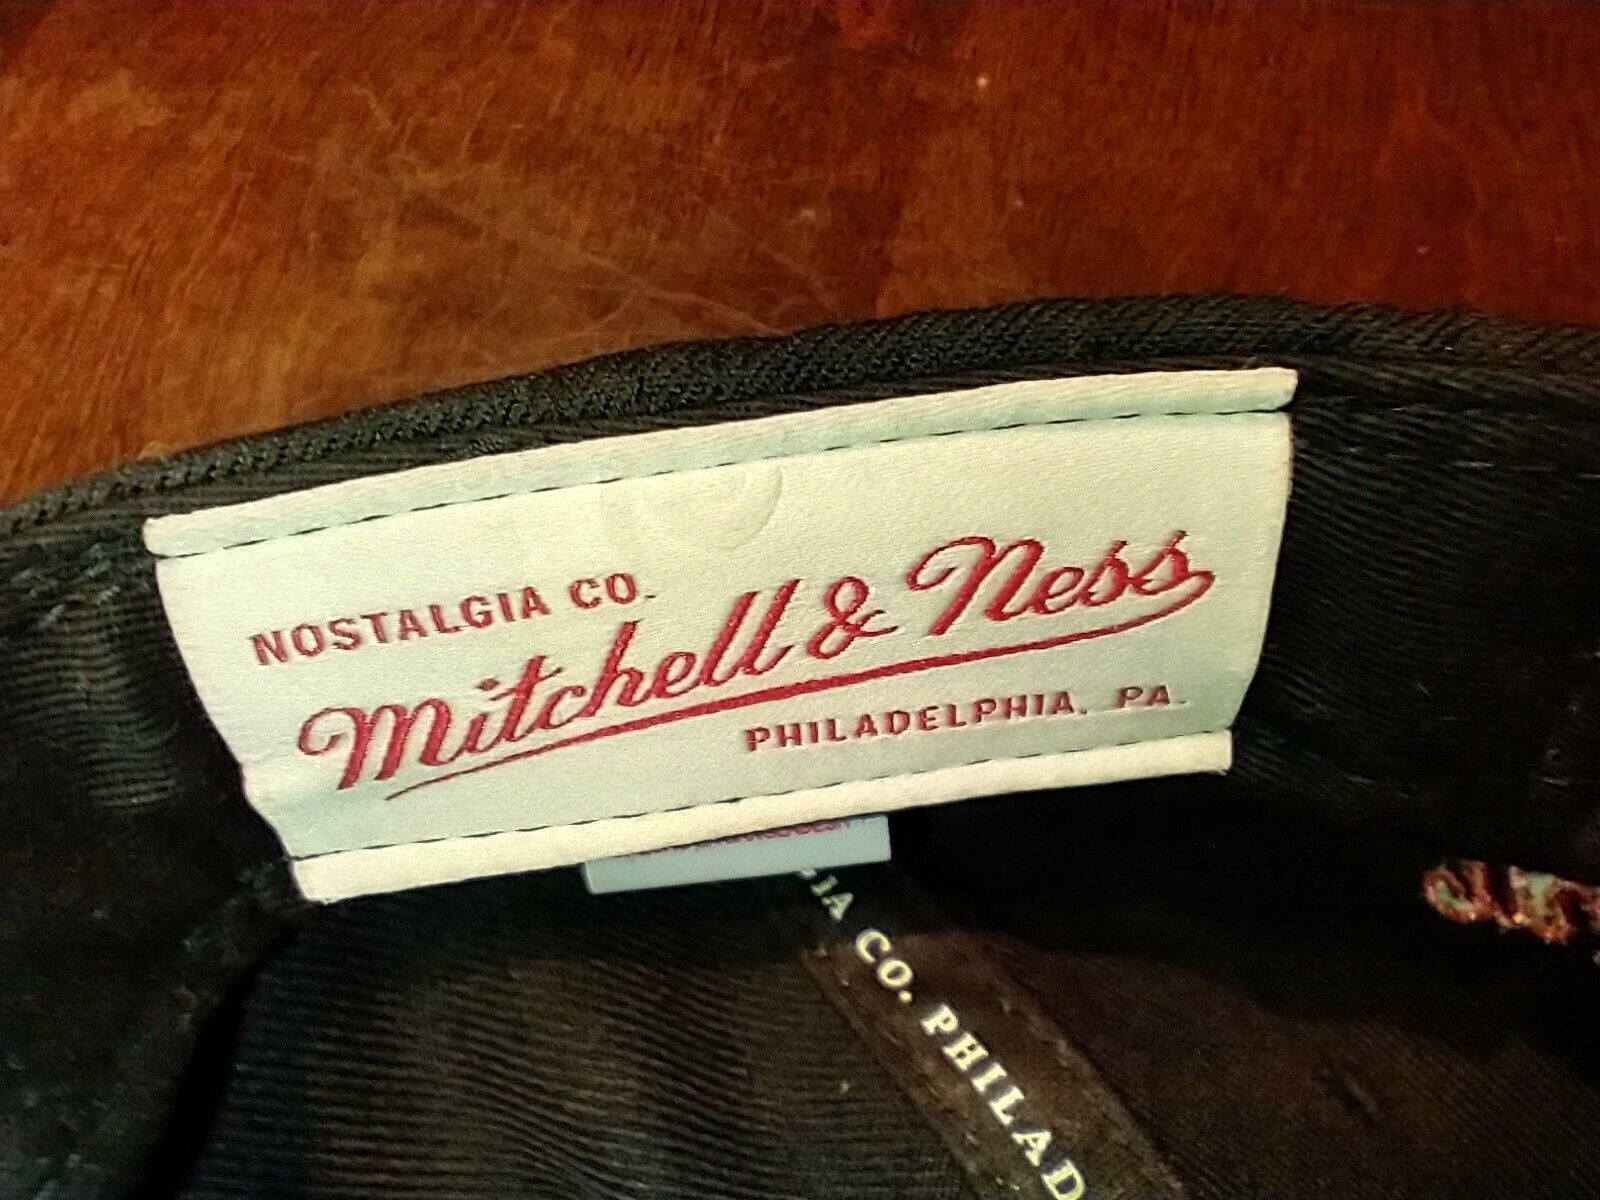 NOSTALGIA CO.
Mitchell & Ness
PHILADELPHIA, PA.
IA CO. PHILAD